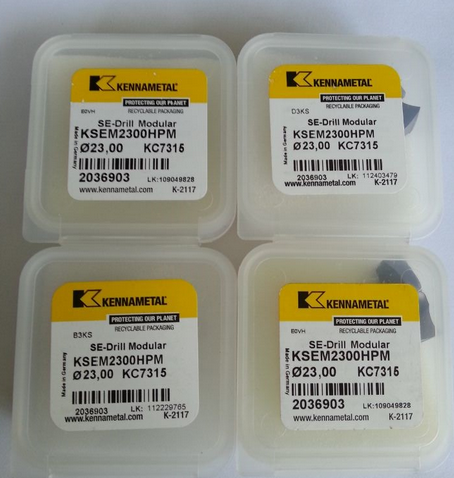 KENNAMETAL
PROTECTING OUR PLANET
RECYCLABLE PACKAGING
SE-Drill Modular
KSEM2300HPM
Ø23,00 KC7315
Made in Germany
2036903 LK:109049828
www.kennametal.com K-2117
KENNAMETAL
PROTECTING OUR PLANET
RECYCLABLE PACKAGING
D3KS
SE-Drill Modular
KSEM2300HPM
Ø23,00 KC7315
Made in Germany
2036903 LK: 112403479
www.kennametal.com K-2117
KENNAMETAL
PROTECTING OUR PLANET
RECYCLABLE PACKAGING
B3KS
SE-Drill Modular
KSEM2300HPM
Ø23,00 KC7315
Made in Germany
2036903 LK: 112229765
www.kennametal.com K-2117
KENNAMETAL
PROTECTING OUR PLANET
RECYCLABLE PACKAGING
SE-Drill Modular
KSEM2300HPM
Ø23,00 KC7315
Made in Germany
2036903 LK:109049828
www.kennametal.com K-2117